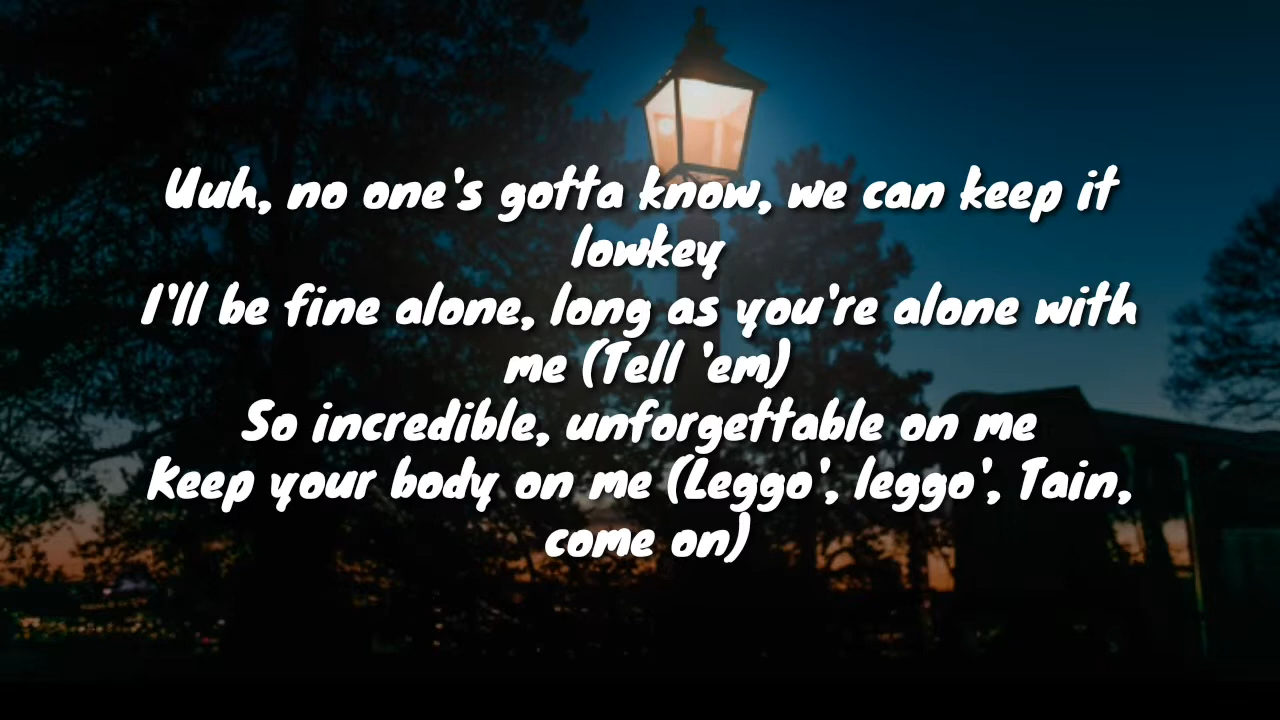 Uuh, no one's gotta know, we can keep it
lowkey
I'll be fine alone, long as you're alone with
me (Tell 'em)
So incredible, unforgettable on me
Keep your body on me (Leggo', leggo', Tain,
come on)